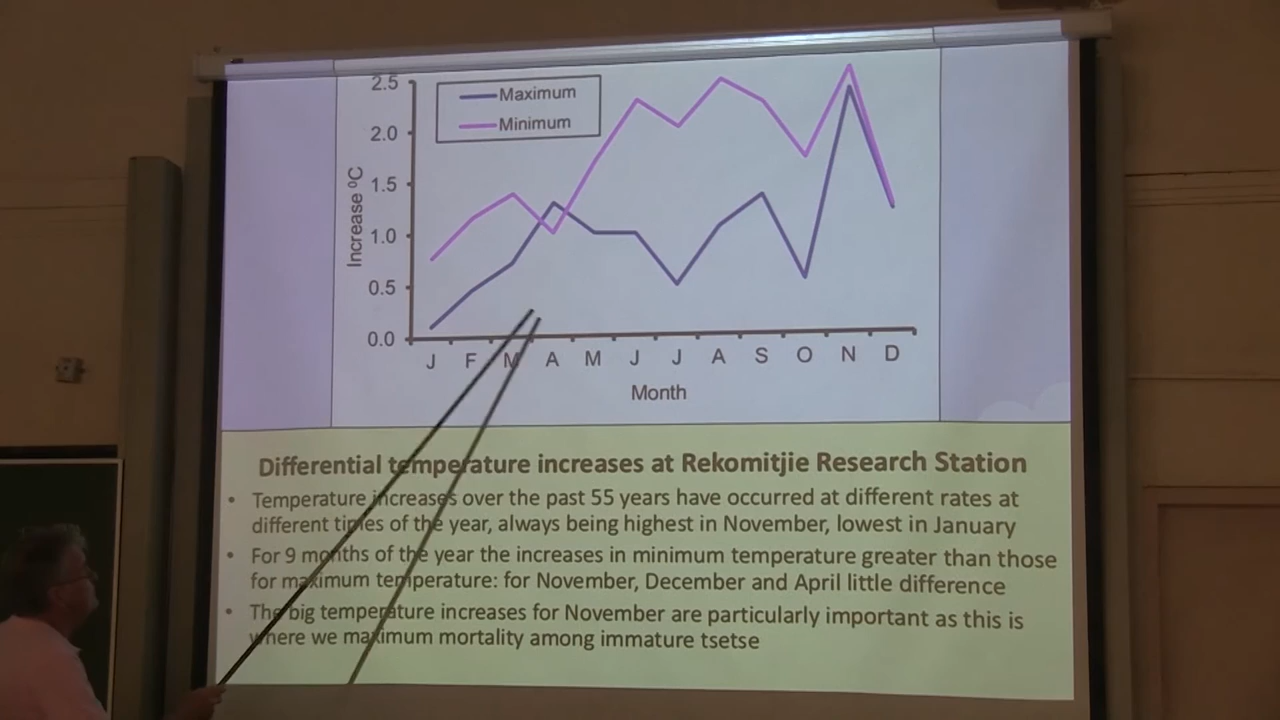 2.5
2.0
1.5
1.0
0.5
0.0
Increase ⁰C
Maximum
Minimum
J F M A M J J A S O N D
Month
Differential temperature increases at Rekomitjie Research Station
• Temperature increases over the past 55 years have occurred at different rates at
different times of the year, always being highest in November, lowest in January
• For 9 months of the year the increases in minimum temperature greater than those
for maximum temperature: for November, December and April little difference
• The big temperature increases for November are particularly important as this is
where we maximum mortality among immature tsetse